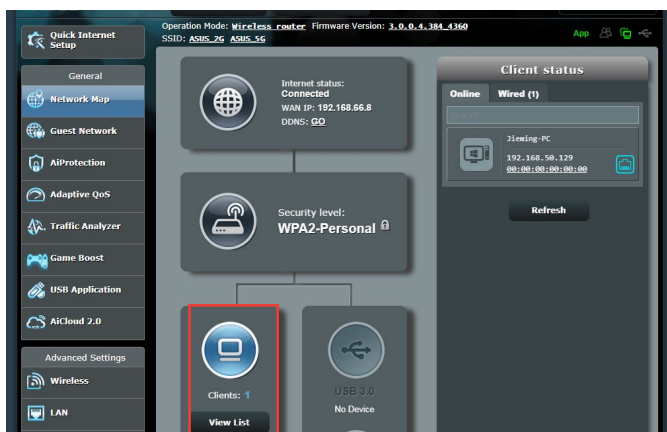 Quick Internet
Setup
General
Network Map
Guest Network
AiProtection
Adaptive QoS
Traffic Analyzer
Game Boost
USB Application
AiCloud 2.0
Advanced Settings
Wireless
LAN
Operation Mode: Wireless router Firmware Version: 3.0.0.4.384_4360
SSID: ASUS_2G ASUS_5G
App
Internet status:
Connected
WAN IP: 192.168.66.8
DDNS: GO
Security level:
WPA2-Personal
Clients: 1
View List
USB 3.0
No Device
Client status
Online Wired (1)
Jieming-PC
192.168.50.129
00:00:00:00:00:00
Refresh